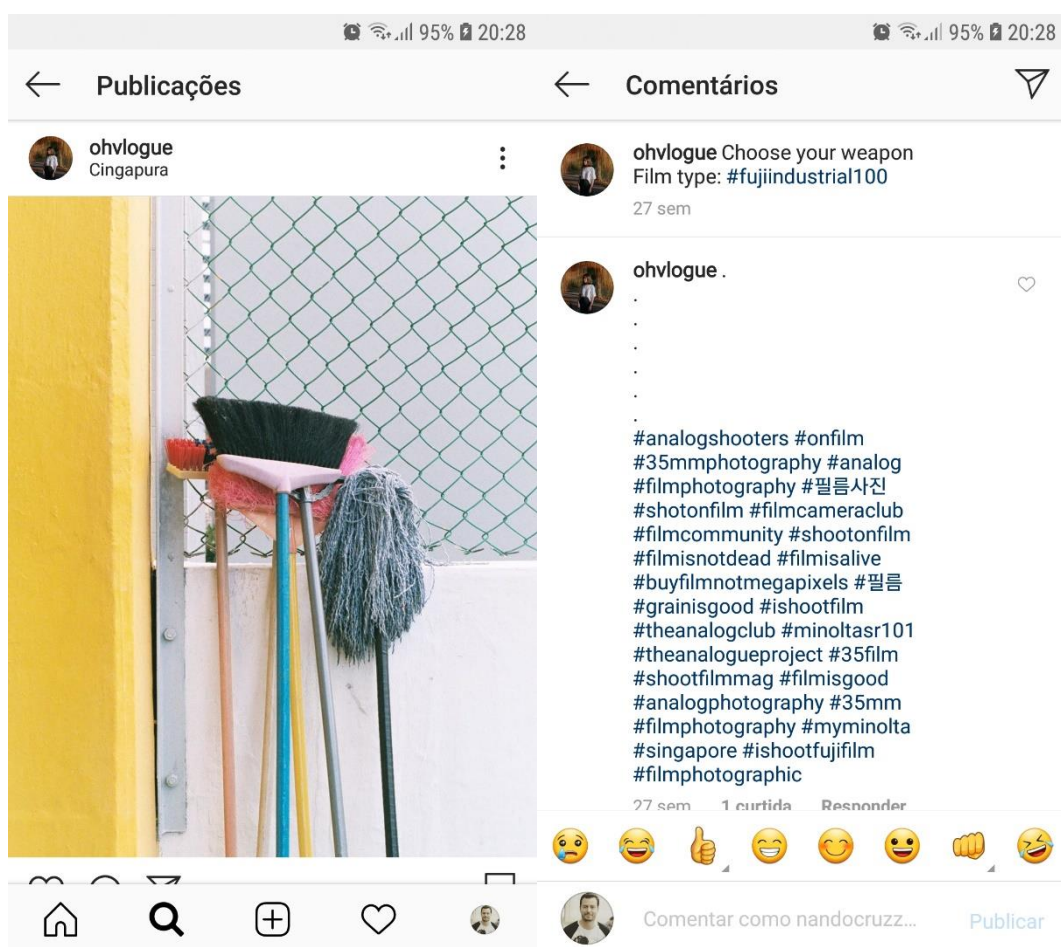 95% 20:28
Publicações
ohvlogue
Cingapura
95% 20:28
Comentários
ohvlogue Choose your weapon
Film type: #fujiindustrial100
27 sem
ohvlogue .
.
.
.
.
.
.
#analogshooters #onfilm
#35mmphotography #analog
#filmphotography #필름사진
#shotonfilm #filmcameraclub
#filmcommunity #shootonfilm
#filmisnotdead #filmisalive
#buyfilmnotmegapixels #필름
#grainisgood #ishootfilm
#theanalogclub #minoltasr101
#theanalogueproject #35film
#shootfilmmag #filmisgood
#analogphotography #35mm
#filmphotography #myminolta
#singapore #ishootfujifilm
#filmphotographic
27 sem 1 curtida Responder
Comentar como nandocruzz... Publicar